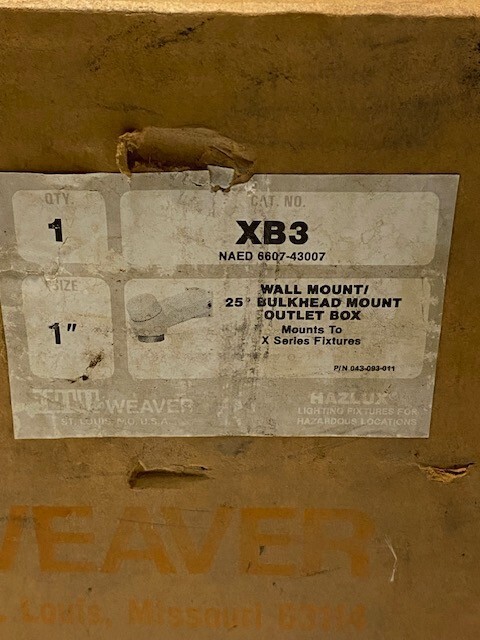 QTY.
1
CAT. NO.
XB3
NAED 6607-43007
SIZE
1"
WALL MOUNT/
25° BULKHEAD MOUNT
OUTLET BOX
Mounts To
X Series Fixtures
P/N 043-093-011
WEAVER
ST. LOUIS, MO. U.S.A.
HAZLUX
LIGHTING FIXTURES FOR
HAZARDOUS LOCATIONS
WEAVER
Louis, Missouri